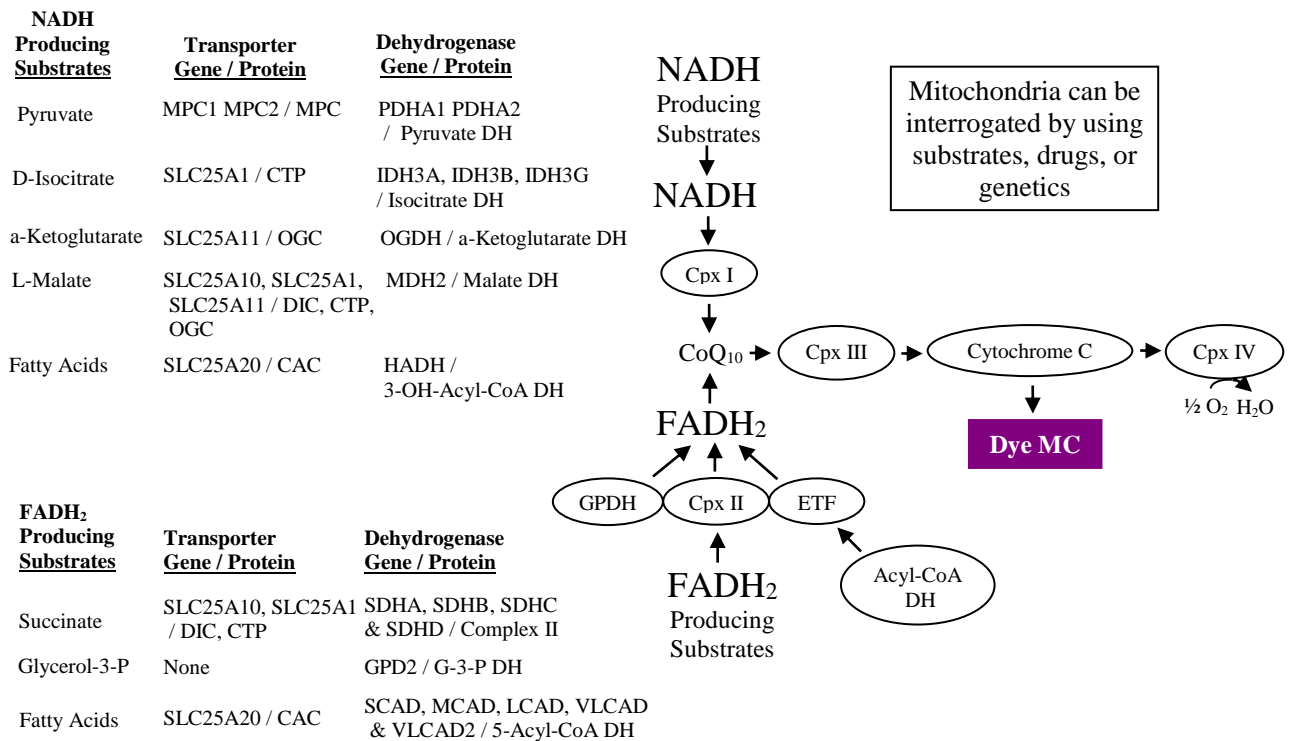 NADH
Producing
Substrates
Transporter
Gene / Protein
Dehydrogenase
Gene / Protein
Pyruvate
MPC1 MPC2 / MPC
PDHA1 PDHA2
/ Pyruvate DH
D-Isocitrate
SLC25A1 / CTP
IDH3A, IDH3B, IDH3G
/ Isocitrate DH
a-Ketoglutarate
SLC25A11 / OGC
OGDH / a-Ketoglutarate DH
L-Malate
SLC25A10, SLC25A1,
SLC25A11 / DIC, CTP,
OGC
MDH2 / Malate DH
Fatty Acids
SLC25A20 / CAC
HADH /
3-OH-Acyl-CoA DH
FADH₂
Producing
Substrates
Transporter
Gene / Protein
Dehydrogenase
Gene / Protein
Succinate
SLC25A10, SLC25A1
/ DIC, CTP
SDHA, SDHB, SDHC
& SDHD / Complex II
Glycerol-3-P
None
GPD2 / G-3-P DH
Fatty Acids
SLC25A20 / CAC
SCAD, MCAD, LCAD, VLCAD
& VLCAD2 / 5-Acyl-CoA DH
NADH
Producing
Substrates
NADH
Cpx I
CoQ₁₀
Cpx III
Cytochrome C
Cpx IV
½ O₂ H₂O
Dye MC
FADH₂
GPDH
Cpx II
ETF
Acyl-CoA
DH
FADH₂
Producing
Substrates
Mitochondria can be
interrogated by using
substrates, drugs, or
genetics